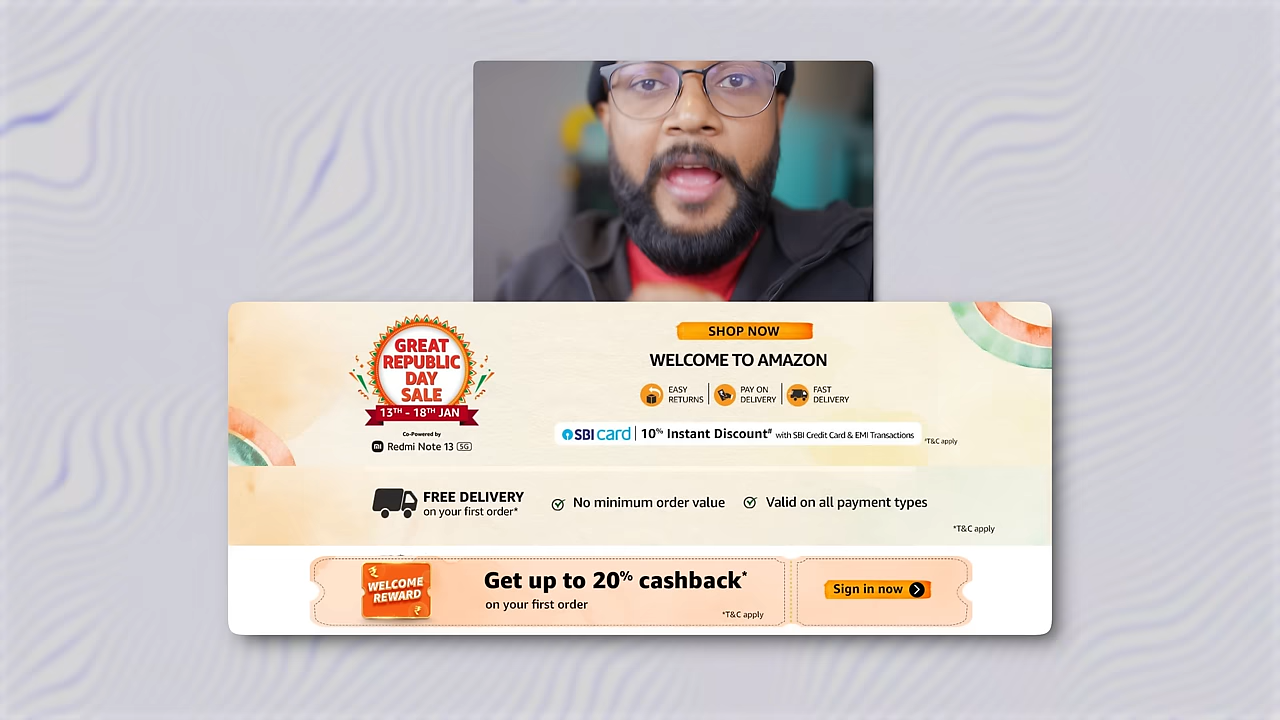 GREAT
REPUBLIC
DAY
SALE
13TH - 18TH JAN
Co-Powered by
mi Redmi Note 13 5G
SHOP NOW
WELCOME TO AMAZON
EASY RETURNS
PAY ON DELIVERY
FAST DELIVERY
SBI card | 10% Instant Discount# with SBI Credit Card & EMI Transactions
*T&C apply
FREE DELIVERY
on your first order*
No minimum order value
Valid on all payment types
*T&C apply
WELCOME
REWARD
Get up to 20% cashback*
on your first order
*T&C apply
Sign in now